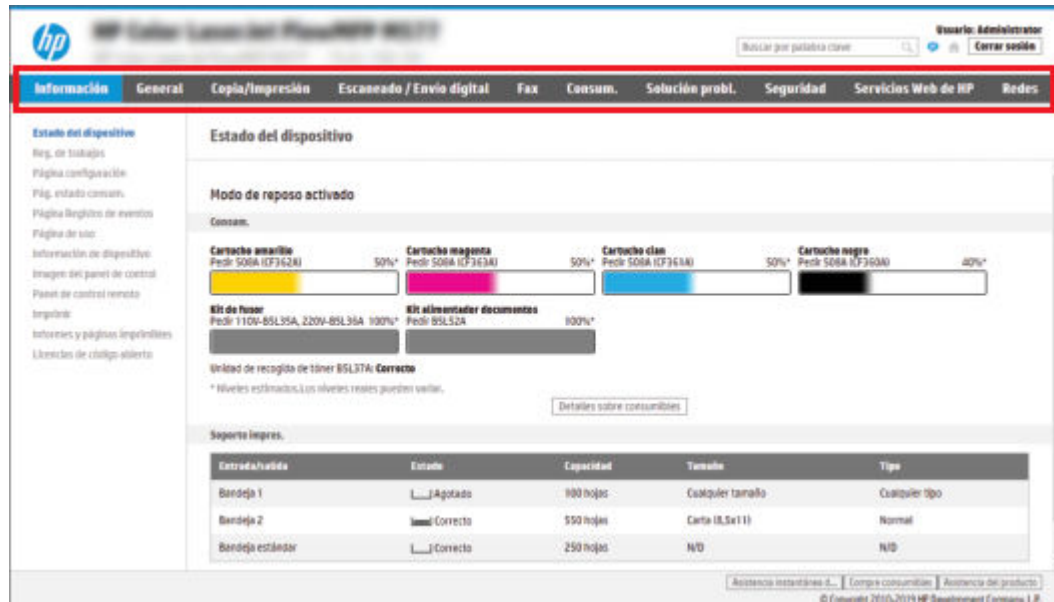 hp
HP Color LaserJet FlowMFP M577
Usuario: Administrator
Buscar por palabra clave
Cerrar sesión
Información General Copia/Impresión Escaneado / Envío digital Fax Consum. Solución probl. Seguridad Servicios Web de HP Redes
Estado del dispositivo
Reg. de trabajos
Página configuración
Pág. estado consum.
Página Registro de eventos
Página de uso
Información de dispositivo
Imagen del panel de control
Panel de control remoto
Imprimir
Informes y páginas imprimibles
Licencias de código abierto
Estado del dispositivo
Modo de reposo activado
Consum.
Cartucho amarillo Cartucho magenta Cartucho cian Cartucho negro
Pedir 508A (CF362A) 50%* Pedir 508A (CF363A) 50%* Pedir 508A (CF361A) 50%* Pedir 508A (CF360A) 40%*
Kit de fusor Kit alimentador documentos
Pedir 110V-B5L35A, 220V-B5L36A 100%* Pedir B5L52A 100%*
Unidad de recogida de tóner B5L37A: Correcto
* Niveles estimados.Los niveles reales pueden variar.
Detalles sobre consumibles
Soporte impres.
Entrada/salida Estado Capacidad Tamaño Tipo
Bandeja 1 Agotado 100 hojas Cualquier tamaño Cualquier tipo
Bandeja 2 Correcto 550 hojas Carta (8,5x11) Normal
Bandeja estándar Correcto 250 hojas N/D N/D
Asistencia instantánea d... Compra consumibles Asistencia del producto
© Copyright 2010-2019 HP Development Company, L.P.